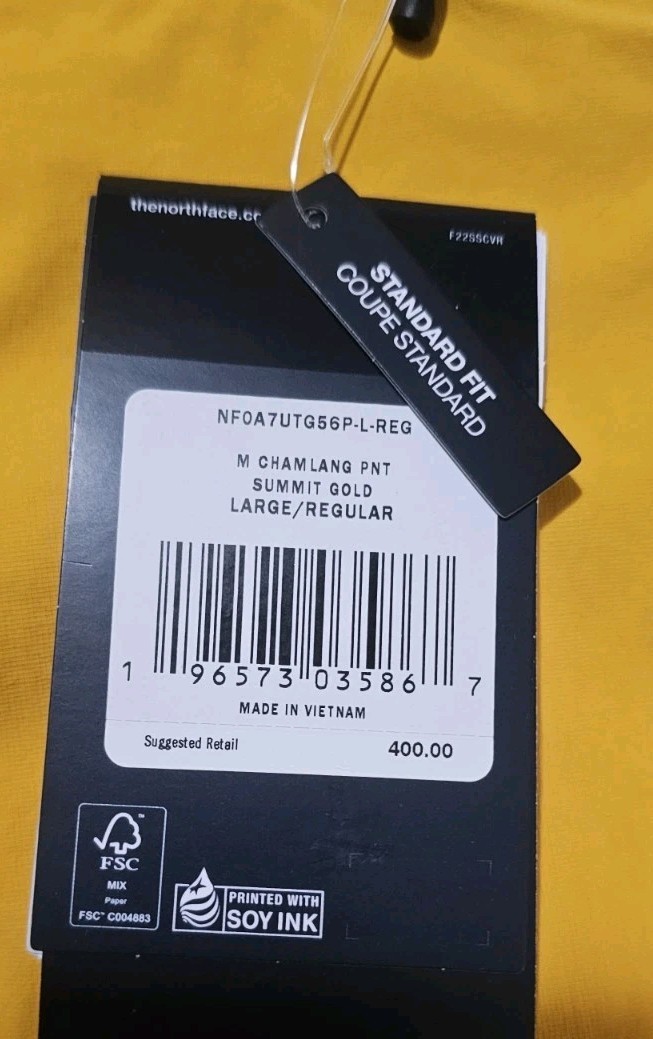 thenorthface.co
F22SSCVR
STANDARD FIT
COUPE STANDARD
NF0A7UTG56P-L-REG
M CHAMLANG PNT
SUMMIT GOLD
LARGE/REGULAR
1 96573 03586 7
MADE IN VIETNAM
Suggested Retail 400.00
FSC
MIX
Paper
FSC™ C004883
PRINTED WITH
SOY INK